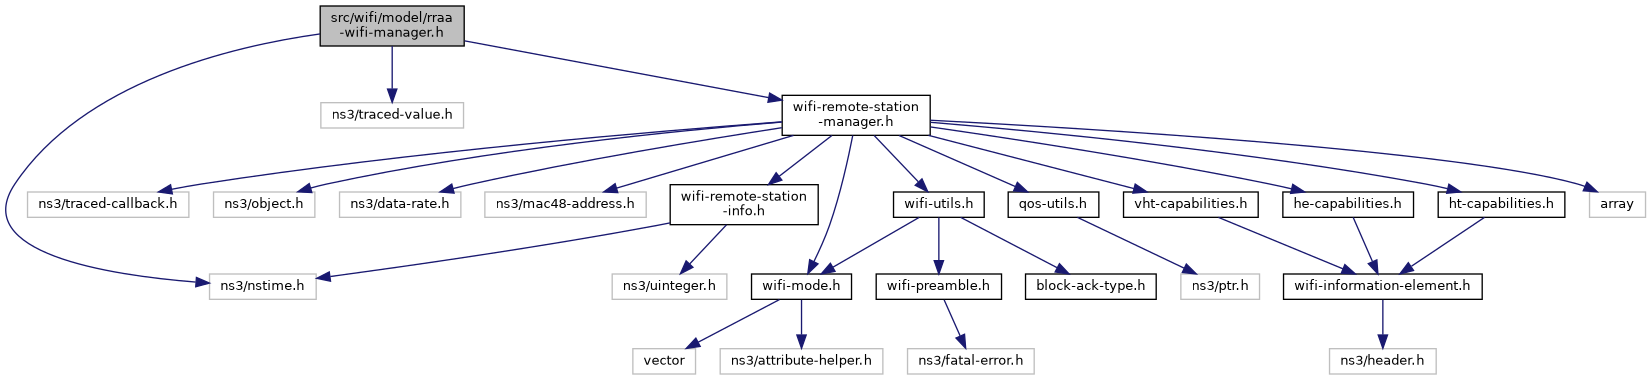 src/wifi/model/rraa
-wifi-manager.h
ns3/traced-value.h
wifi-remote-station
-manager.h
ns3/traced-callback.h
ns3/object.h
ns3/data-rate.h
ns3/mac48-address.h
wifi-remote-station
-info.h
wifi-utils.h
qos-utils.h
vht-capabilities.h
he-capabilities.h
ht-capabilities.h
array
ns3/nstime.h
ns3/uinteger.h
wifi-mode.h
wifi-preamble.h
block-ack-type.h
ns3/ptr.h
wifi-information-element.h
vector
ns3/attribute-helper.h
ns3/fatal-error.h
ns3/header.h